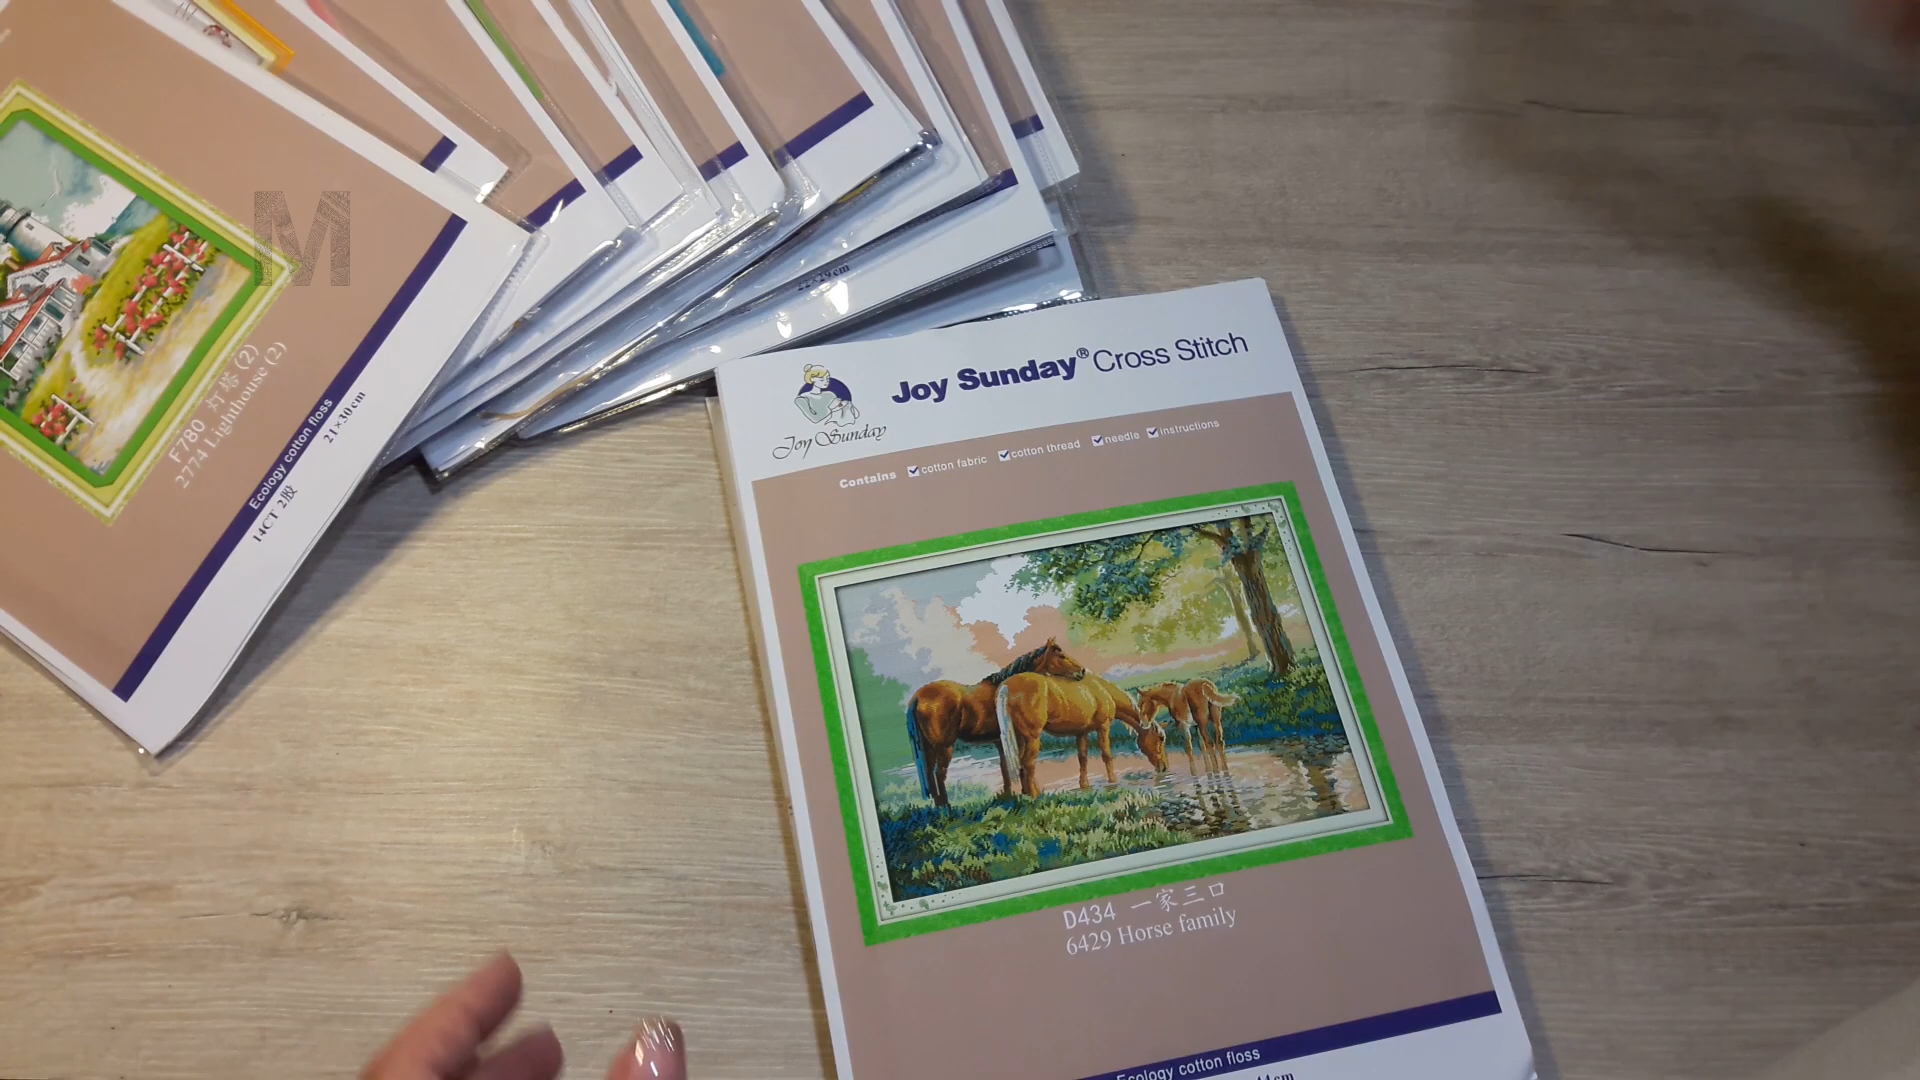 M
F780 灯塔 (2)
2774 Lighthouse (2)
Ecology cotton floss
14CT 2股 21×30cm
22×29cm
Joy Sunday® Cross Stitch
Joy Sunday
Contains cotton fabric cotton thread needle instructions
D434 一家三口
6429 Horse family
Ecology cotton floss